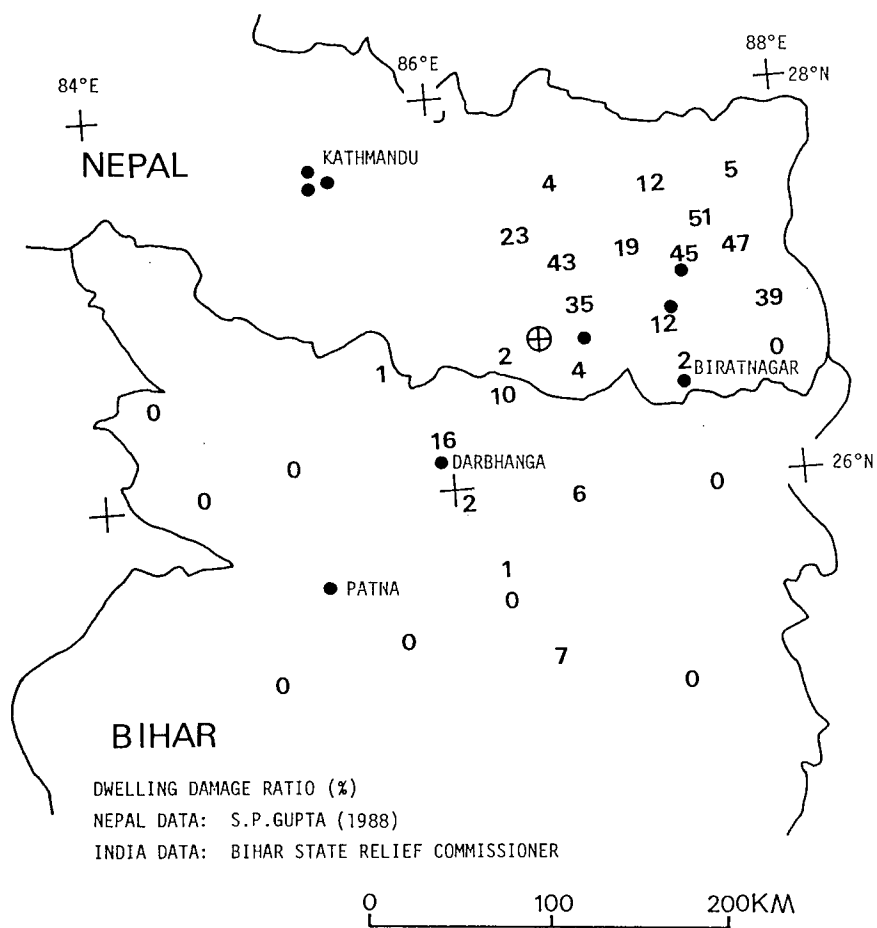 88°E
86°E
28°N
84°E
NEPAL
KATHMANDU
4
12
5
51
23
19
47
43
45
35
39
12
0
2
4
2
BIRATNAGAR
1
10
0
16
DARBHANGA
26°N
0
0
6
0
2
1
PATNA
0
0
7
0
0
BIHAR
DWELLING DAMAGE RATIO (%)
NEPAL DATA: S.P.GUPTA (1988)
INDIA DATA: BIHAR STATE RELIEF COMMISSIONER
0 100 200KM